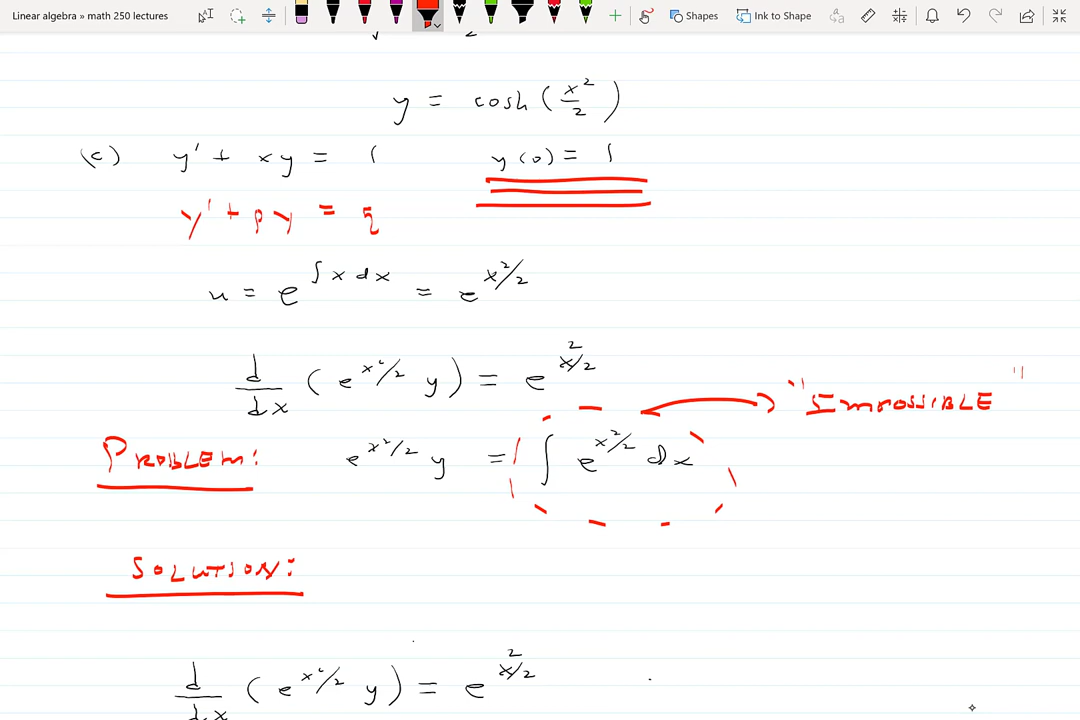 Linear algebra » math 250 lectures
Shapes
Ink to Shape
y = cosh (x²/2)
(c) y' + xy = 1 y(0) = 1
y' + py = q
u = e^∫x dx = e^x²/2
d/dx (e^x²/2 y) = e^x²/2
"IMPOSSIBLE"
PROBLEM: e^x²/2 y = ∫ e^x²/2 dx
SOLUTION:
d/dx (e^x²/2 y) = e^x²/2